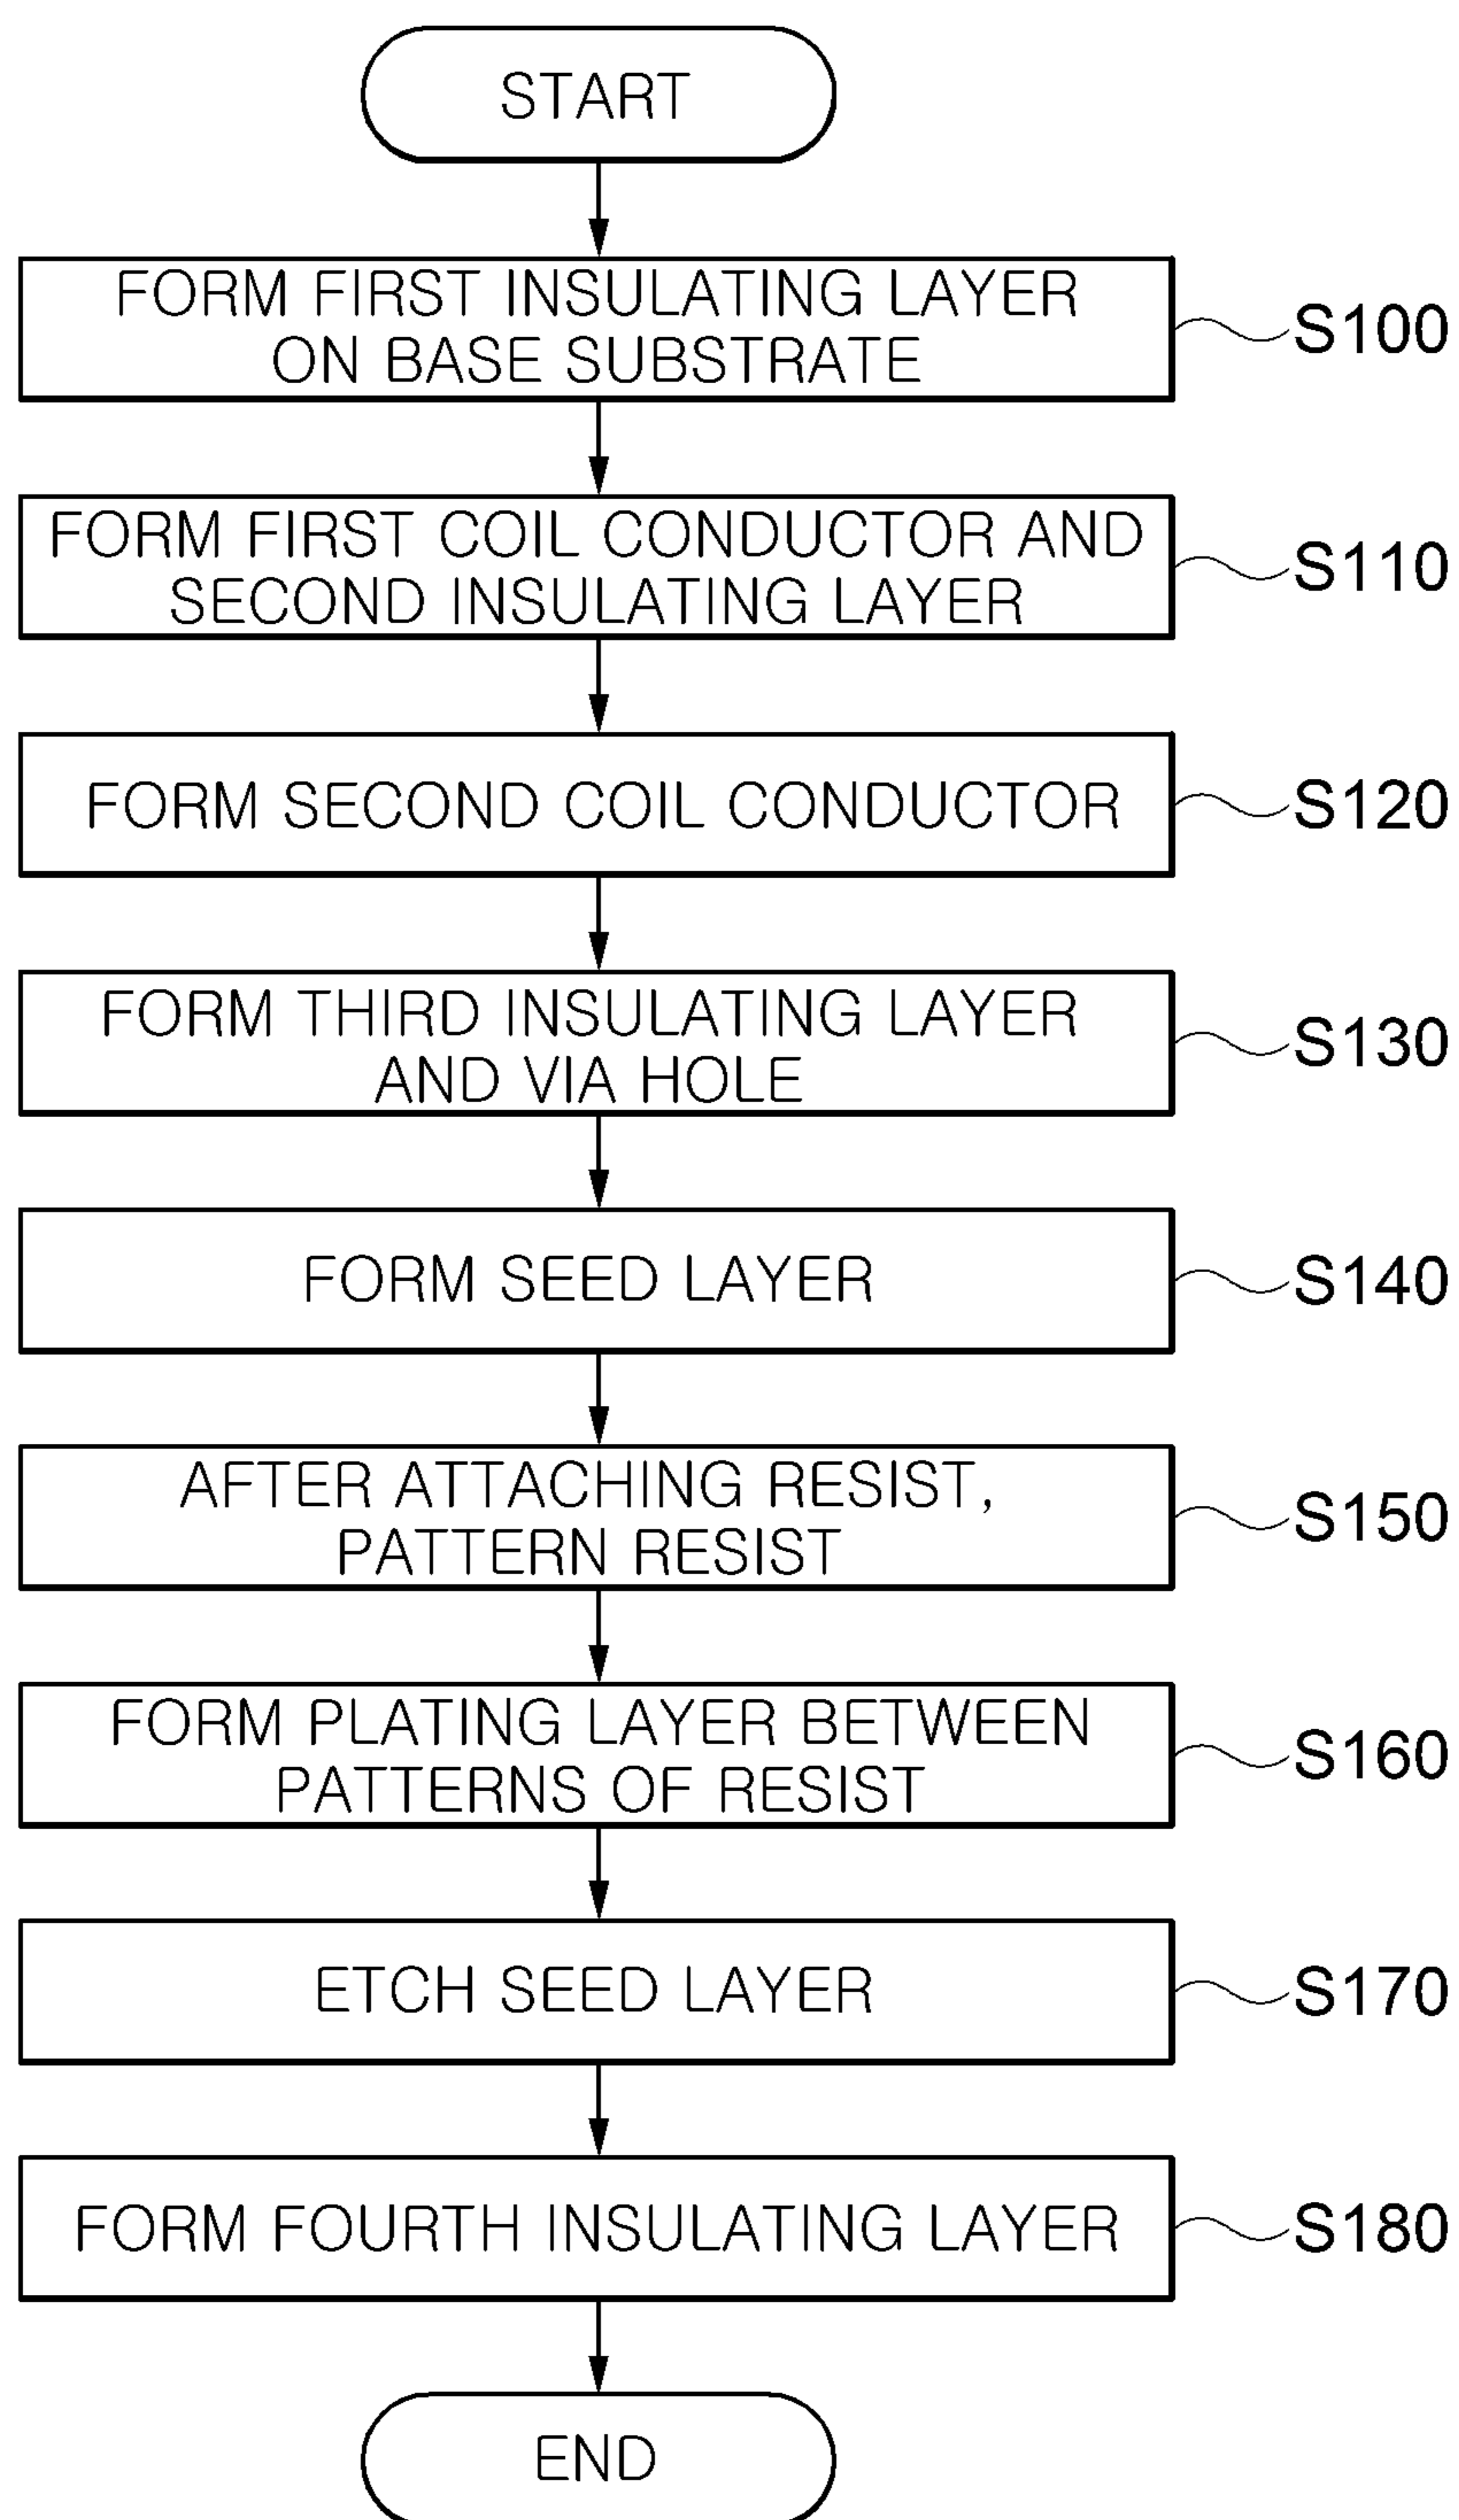 START
FORM FIRST INSULATING LAYER
ON BASE SUBSTRATE
S100
FORM FIRST COIL CONDUCTOR AND
SECOND INSULATING LAYER
S110
FORM SECOND COIL CONDUCTOR
S120
FORM THIRD INSULATING LAYER
AND VIA HOLE
S130
FORM SEED LAYER
S140
AFTER ATTACHING RESIST,
PATTERN RESIST
S150
FORM PLATING LAYER BETWEEN
PATTERNS OF RESIST
S160
ETCH SEED LAYER
S170
FORM FOURTH INSULATING LAYER
S180
END